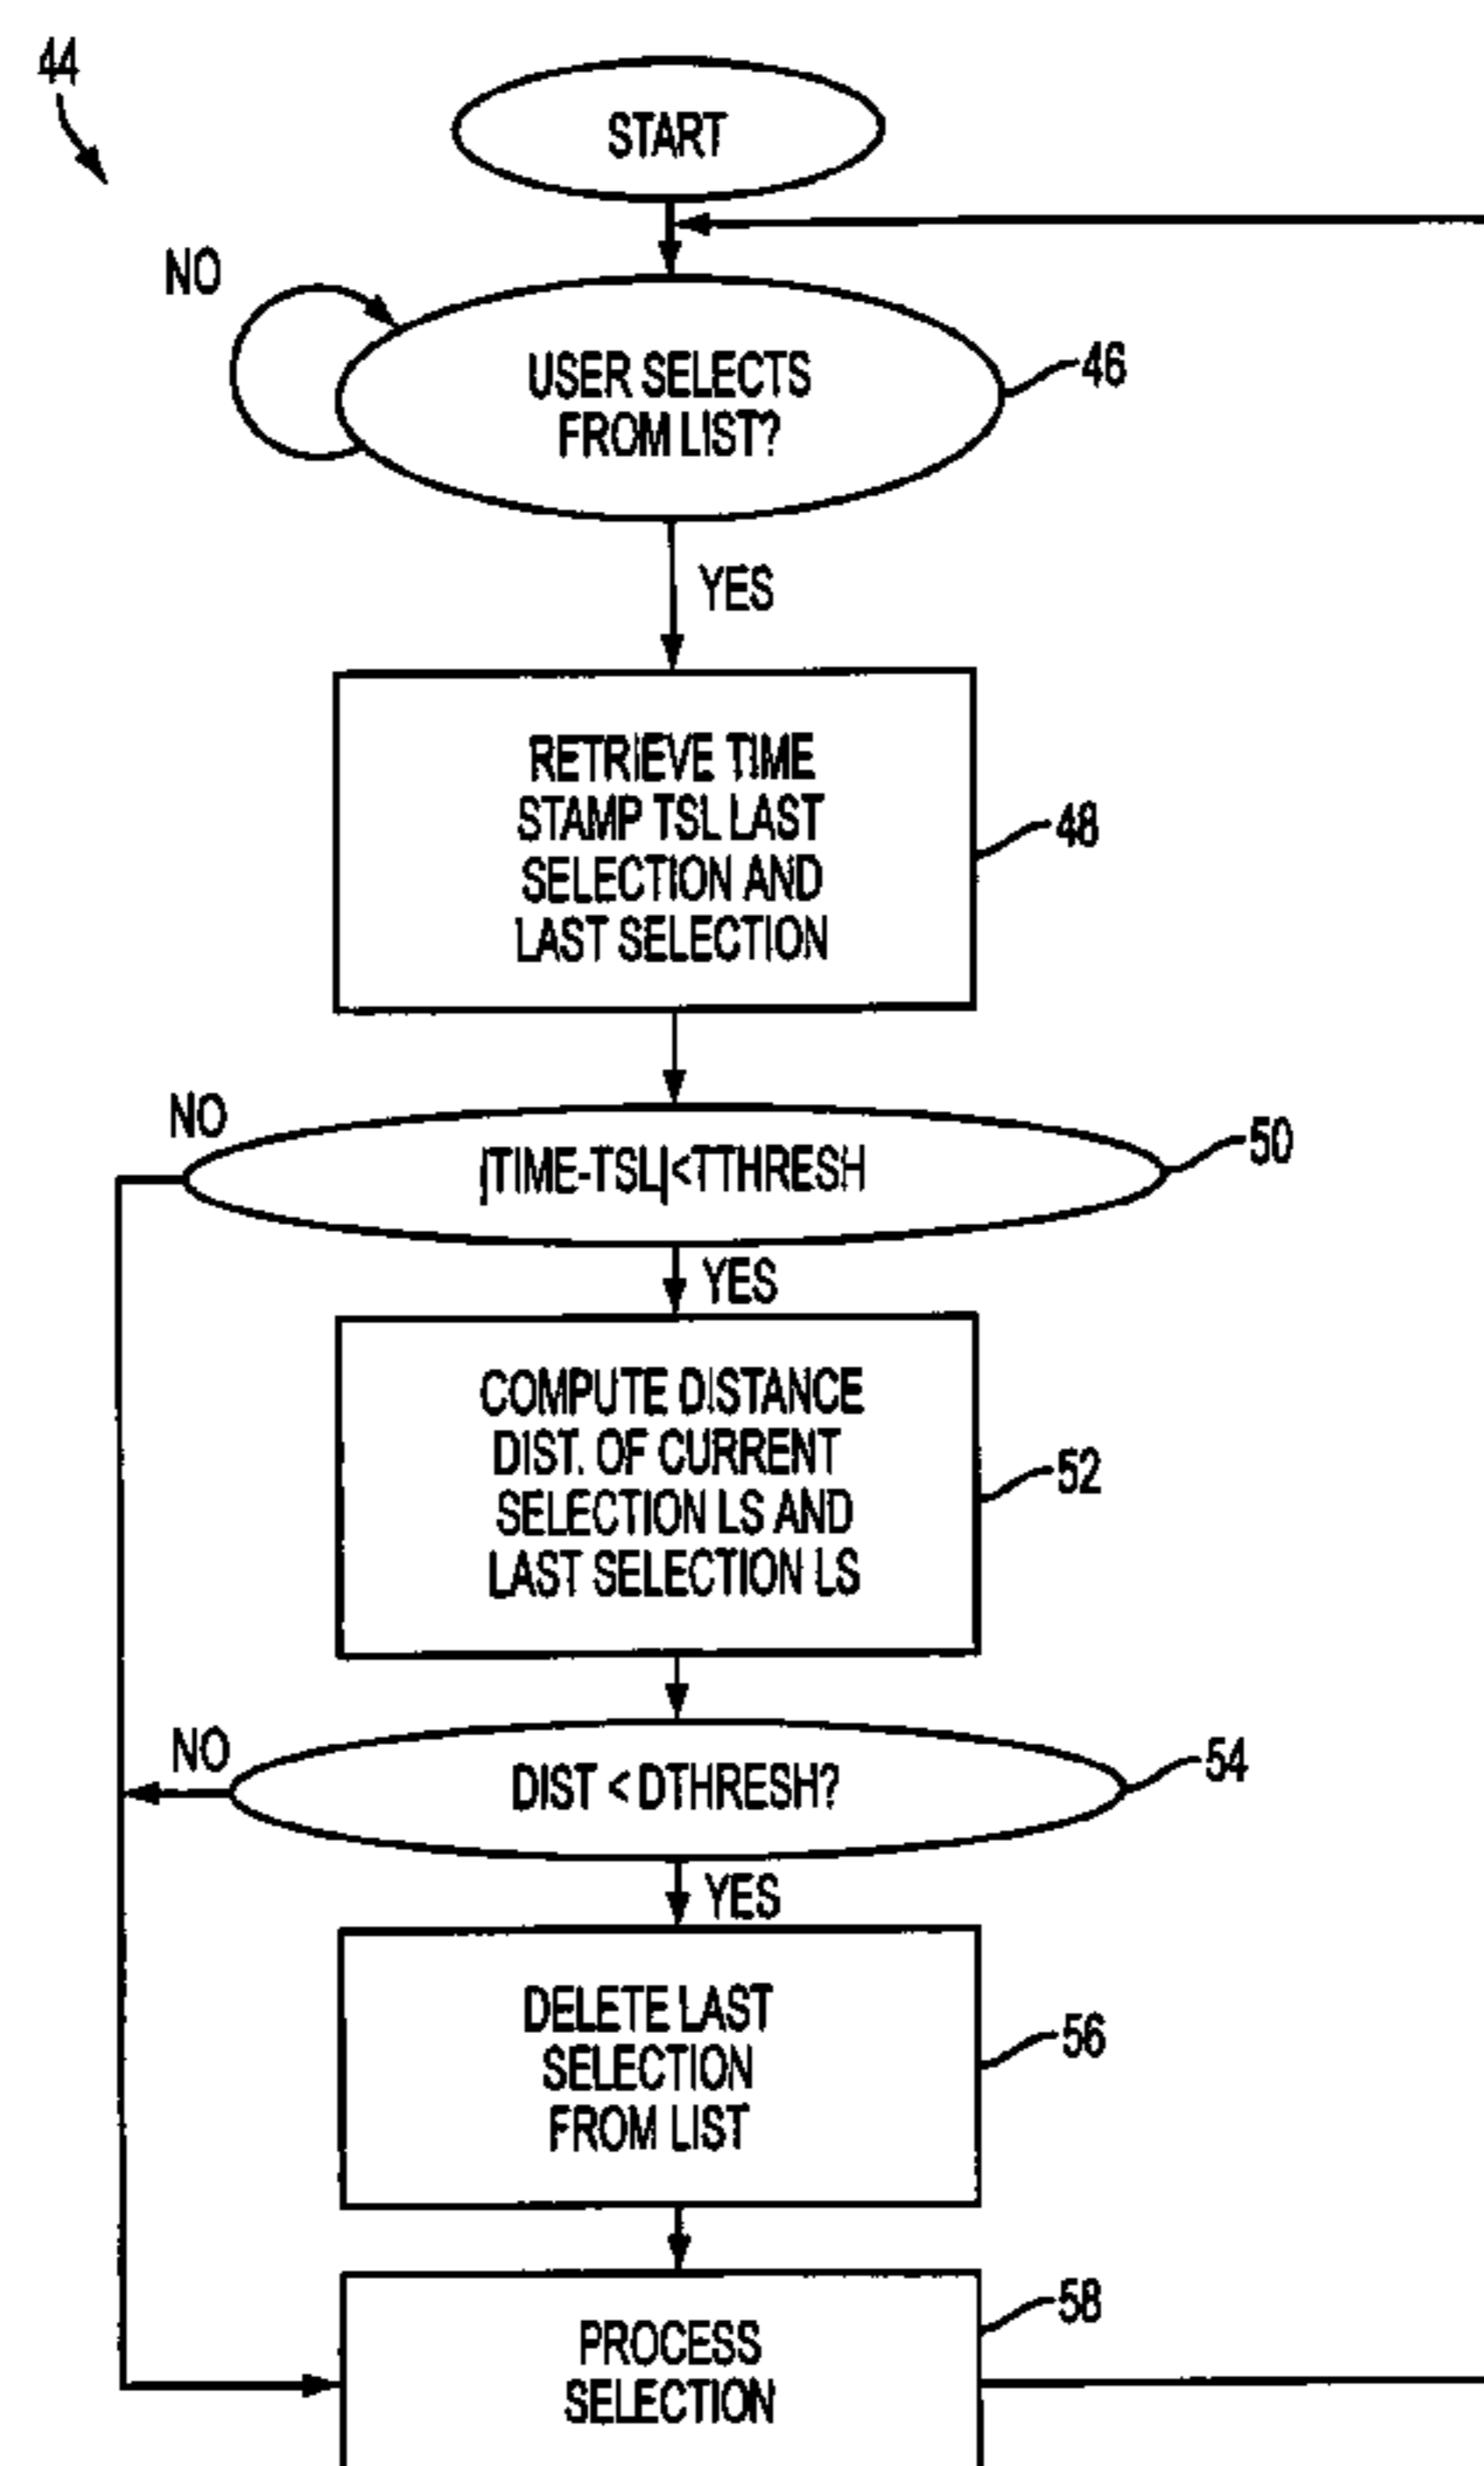 44
START
NO
USER SELECTS
FROM LIST?
46
YES
RETRIEVE TIME
STAMP TSL LAST
SELECTION AND
LAST SELECTION
48
NO
|TIME-TSL|<TTHRESH
50
YES
COMPUTE DISTANCE
DIST. OF CURRENT
SELECTION LS AND
LAST SELECTION LS
52
NO
DIST < DTHRESH?
54
YES
DELETE LAST
SELECTION
FROM LIST
56
PROCESS
SELECTION
58